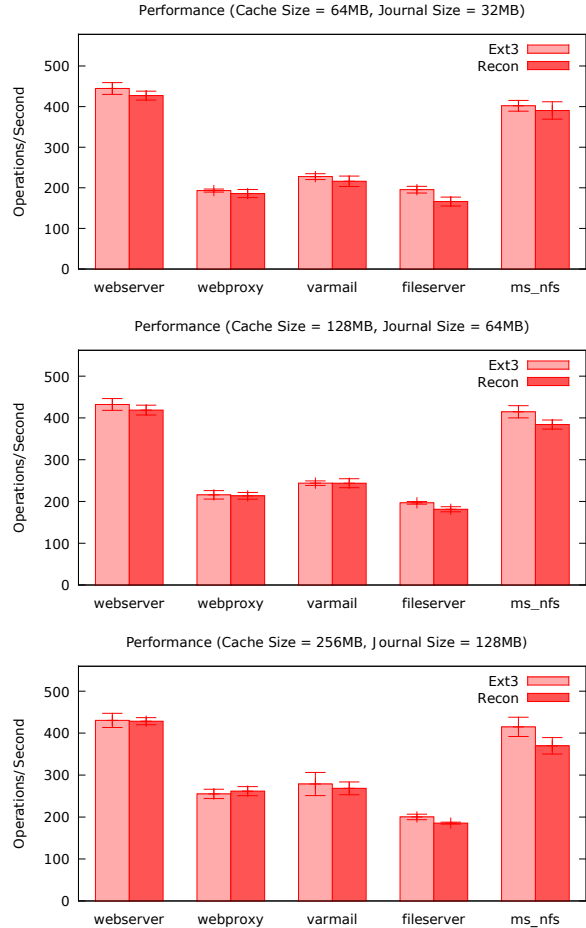 Performance (Cache Size = 64MB, Journal Size = 32MB)
Ext3
Recon
Operations/Second
500
400
300
200
100
0
webserver webproxy varmail fileserver ms_nfs
Performance (Cache Size = 128MB, Journal Size = 64MB)
Ext3
Recon
Operations/Second
500
400
300
200
100
0
webserver webproxy varmail fileserver ms_nfs
Performance (Cache Size = 256MB, Journal Size = 128MB)
Ext3
Recon
Operations/Second
500
400
300
200
100
0
webserver webproxy varmail fileserver ms_nfs